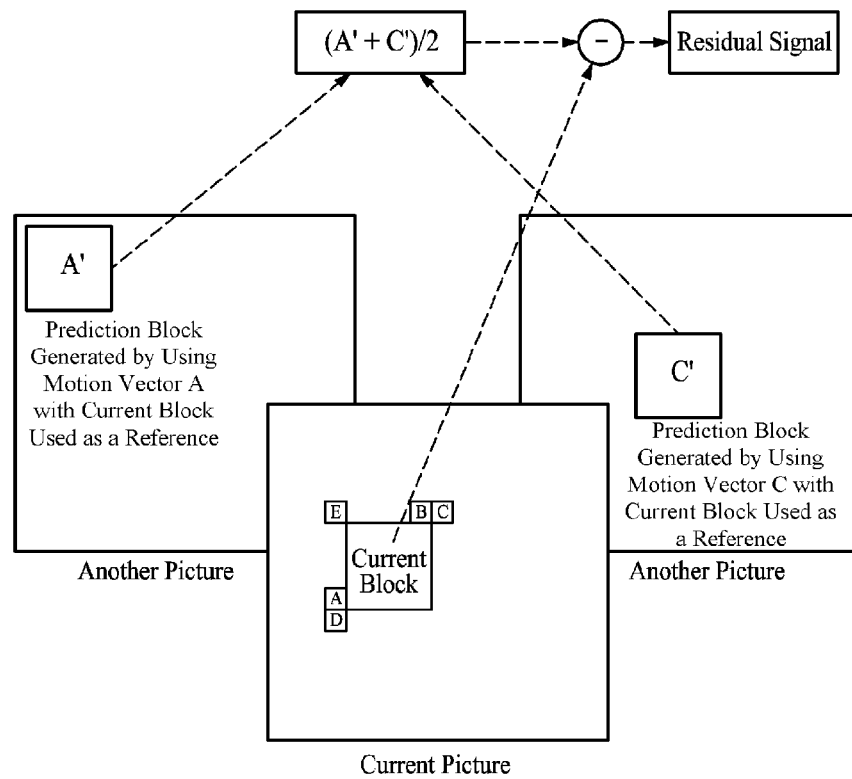 (A' + C')/2
−
Residual Signal
A'
Prediction Block
Generated by Using
Motion Vector A
with Current Block
Used as a Reference
C'
Prediction Block
Generated by Using
Motion Vector C with
Current Block Used as
a Reference
E
B
C
Current
Block
A
D
Another Picture
Another Picture
Current Picture